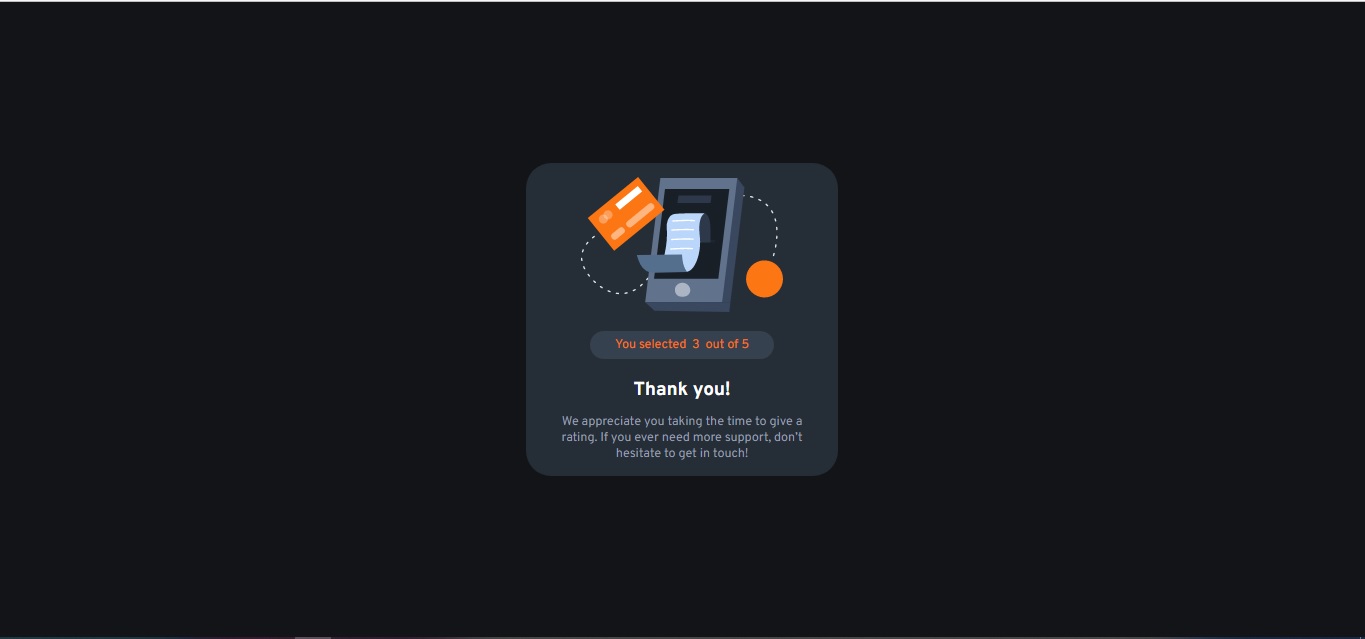 You selected 3 out of 5
Thank you!
We appreciate you taking the time to give a
rating. If you ever need more support, don't
hesitate to get in touch!